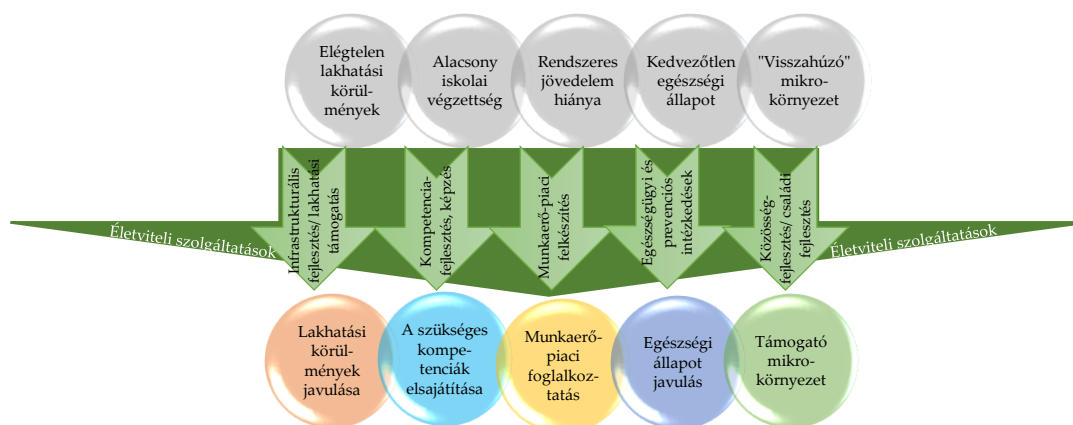 Elégtelen
lakhatási
körül-
mények
Alacsony
iskolai
végzettség
Rendszeres
jövedelem
hiánya
Kedvezőtlen
egészségi
állapot
"Visszahúzó"
mikro-
környezet
Életviteli szolgáltatások
Infrastrukturális
fejlesztés/ lakhatási
támogatás
Kompetencia-
fejlesztés, képzés
Munkaerő-piaci
felkészítés
Egészségügyi és
prevenciós
intézkedések
Közösség-
fejlesztés/ családi
fejlesztés
Életviteli szolgáltatások
Lakhatási
körül-
mények
javulása
A szükséges
kompe-
tenciák
elsajátítása
Munkaerő-
piaci
foglalkoz-
tatás
Egészségi
állapot
javulás
Támogató
mikro-
környezet